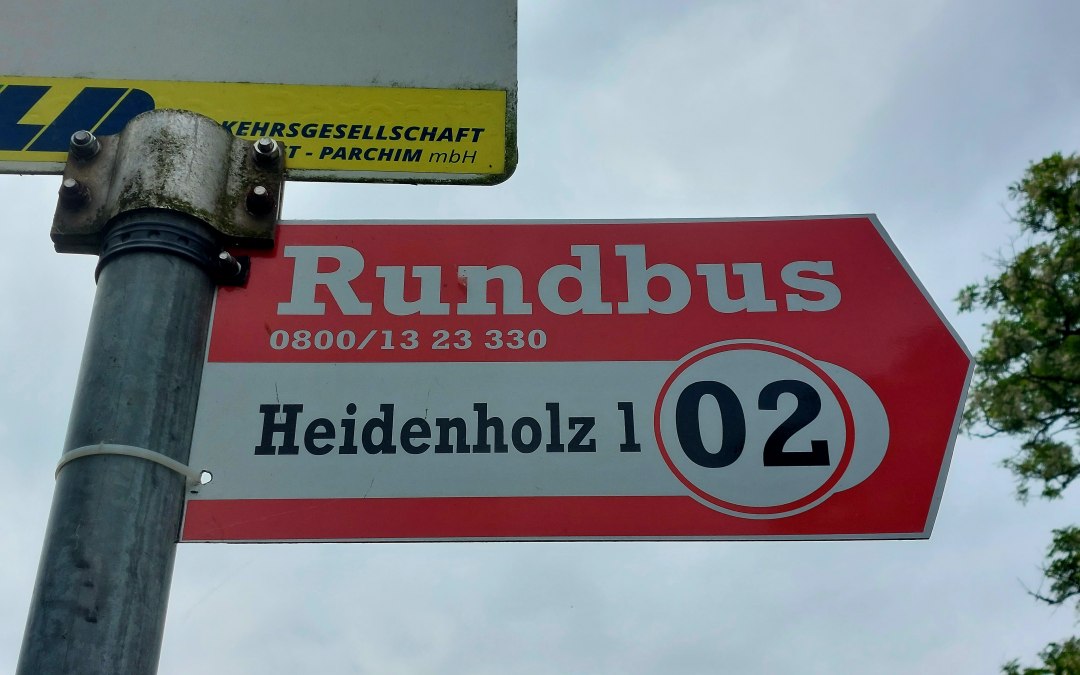 KEHRSGESELLSCHAFT
- PARCHIM mbH
Rundbus
0800/13 23 330
Heidenholz 1
02